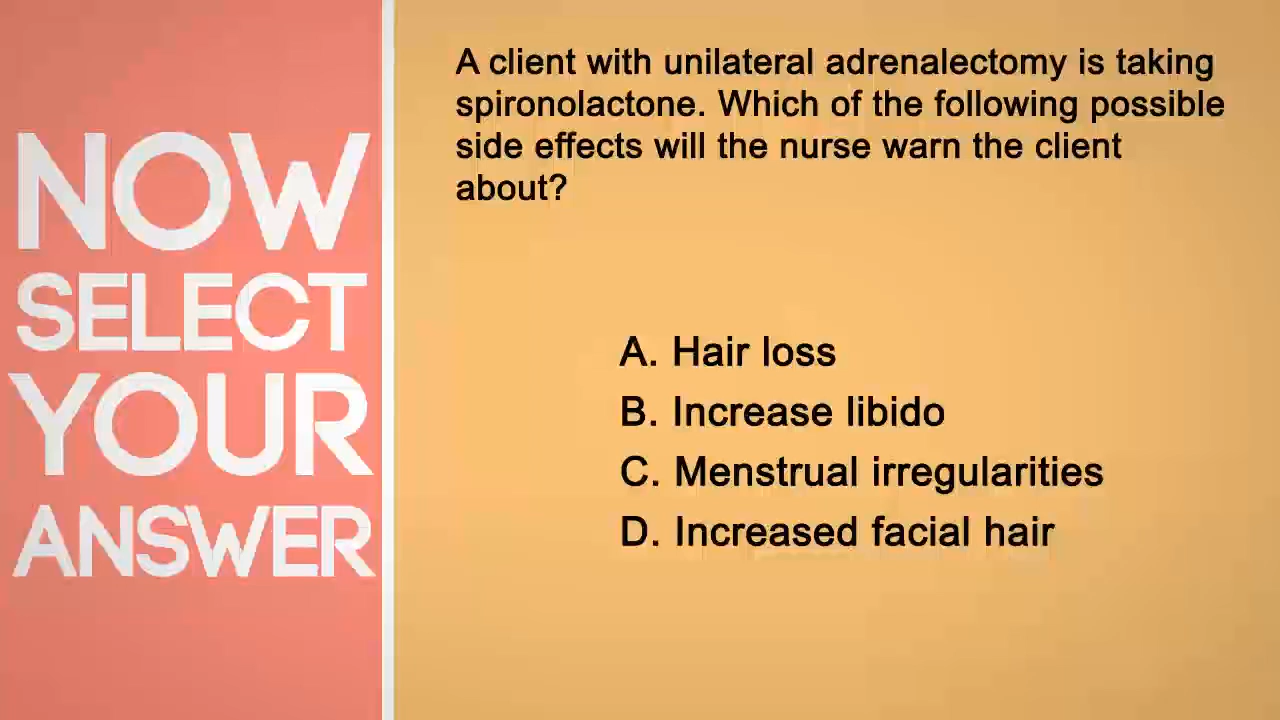 NOW
SELECT
YOUR
ANSWER
A client with unilateral adrenalectomy is taking
spironolactone. Which of the following possible
side effects will the nurse warn the client
about?
A. Hair loss
B. Increase libido
C. Menstrual irregularities
D. Increased facial hair